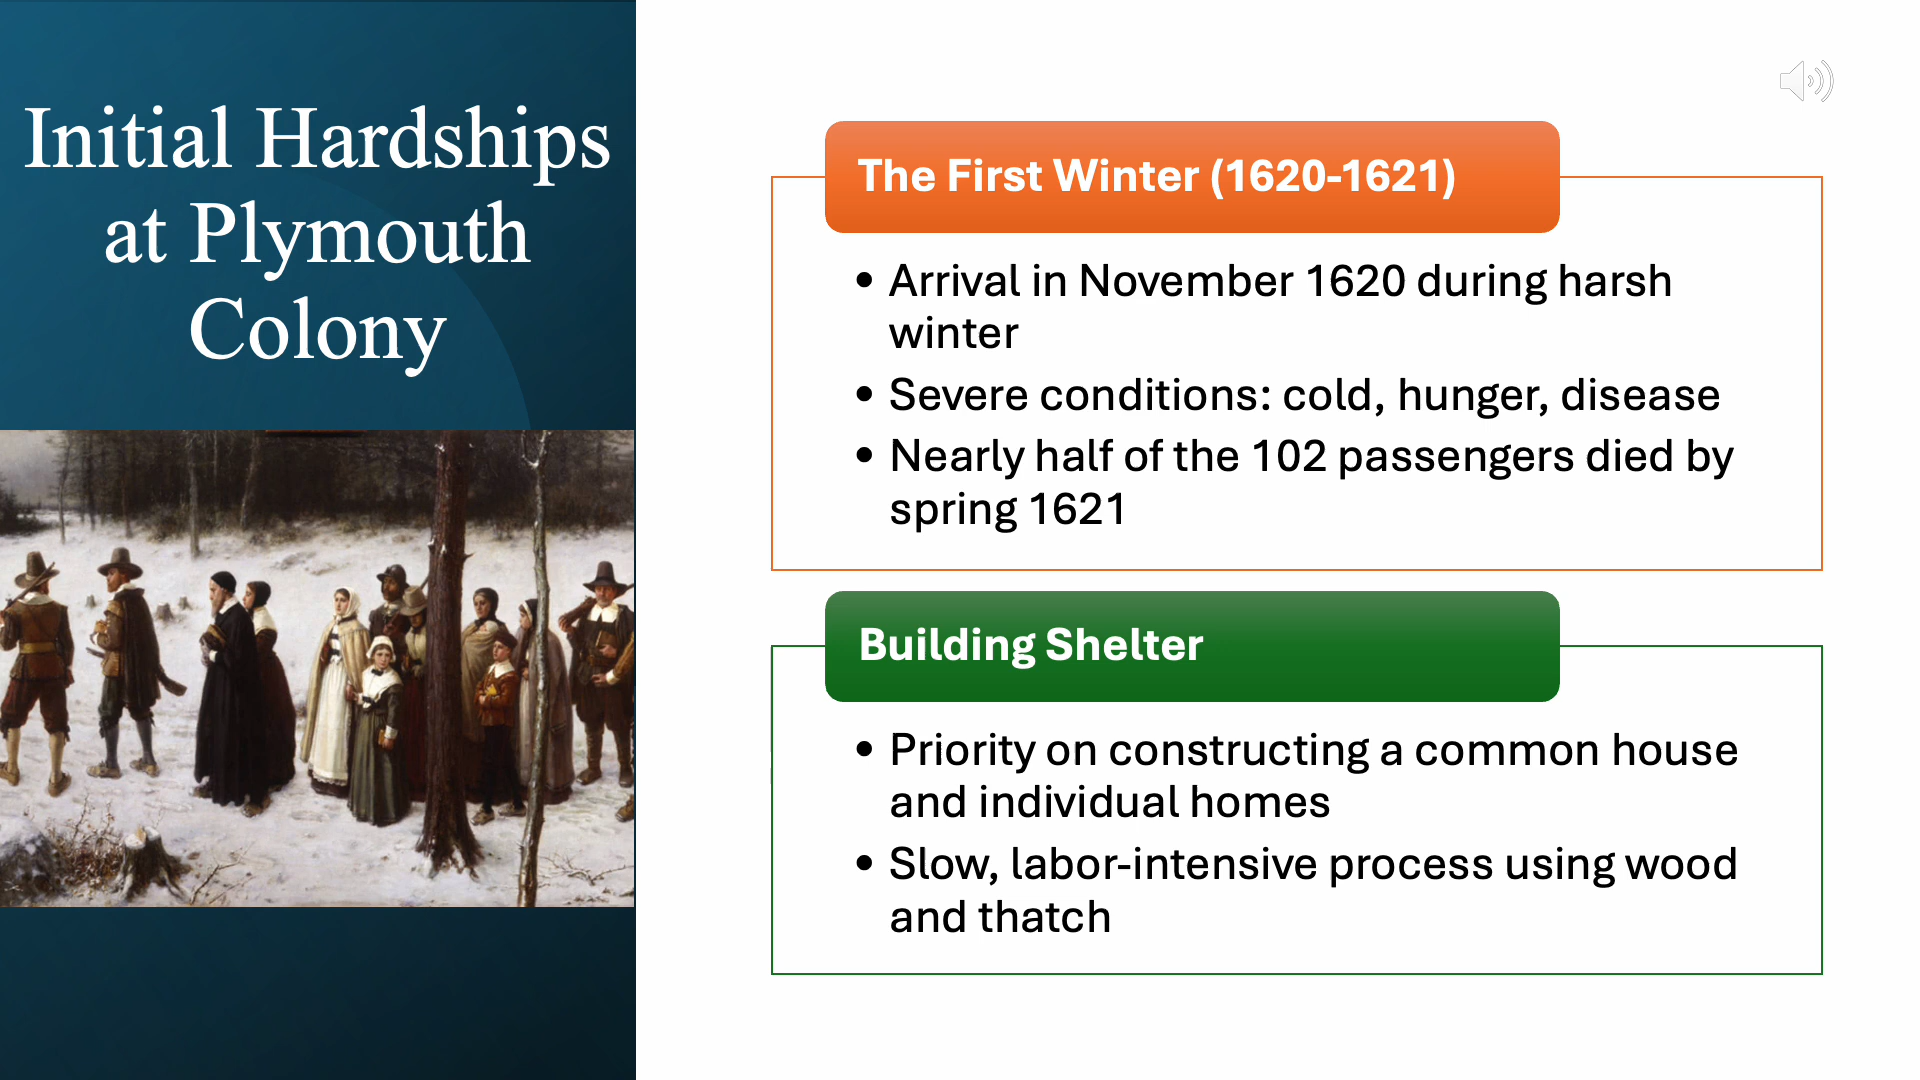 Initial Hardships
at Plymouth
Colony
The First Winter (1620-1621)
• Arrival in November 1620 during harsh
winter
• Severe conditions: cold, hunger, disease
• Nearly half of the 102 passengers died by
spring 1621
Building Shelter
• Priority on constructing a common house
and individual homes
• Slow, labor-intensive process using wood
and thatch